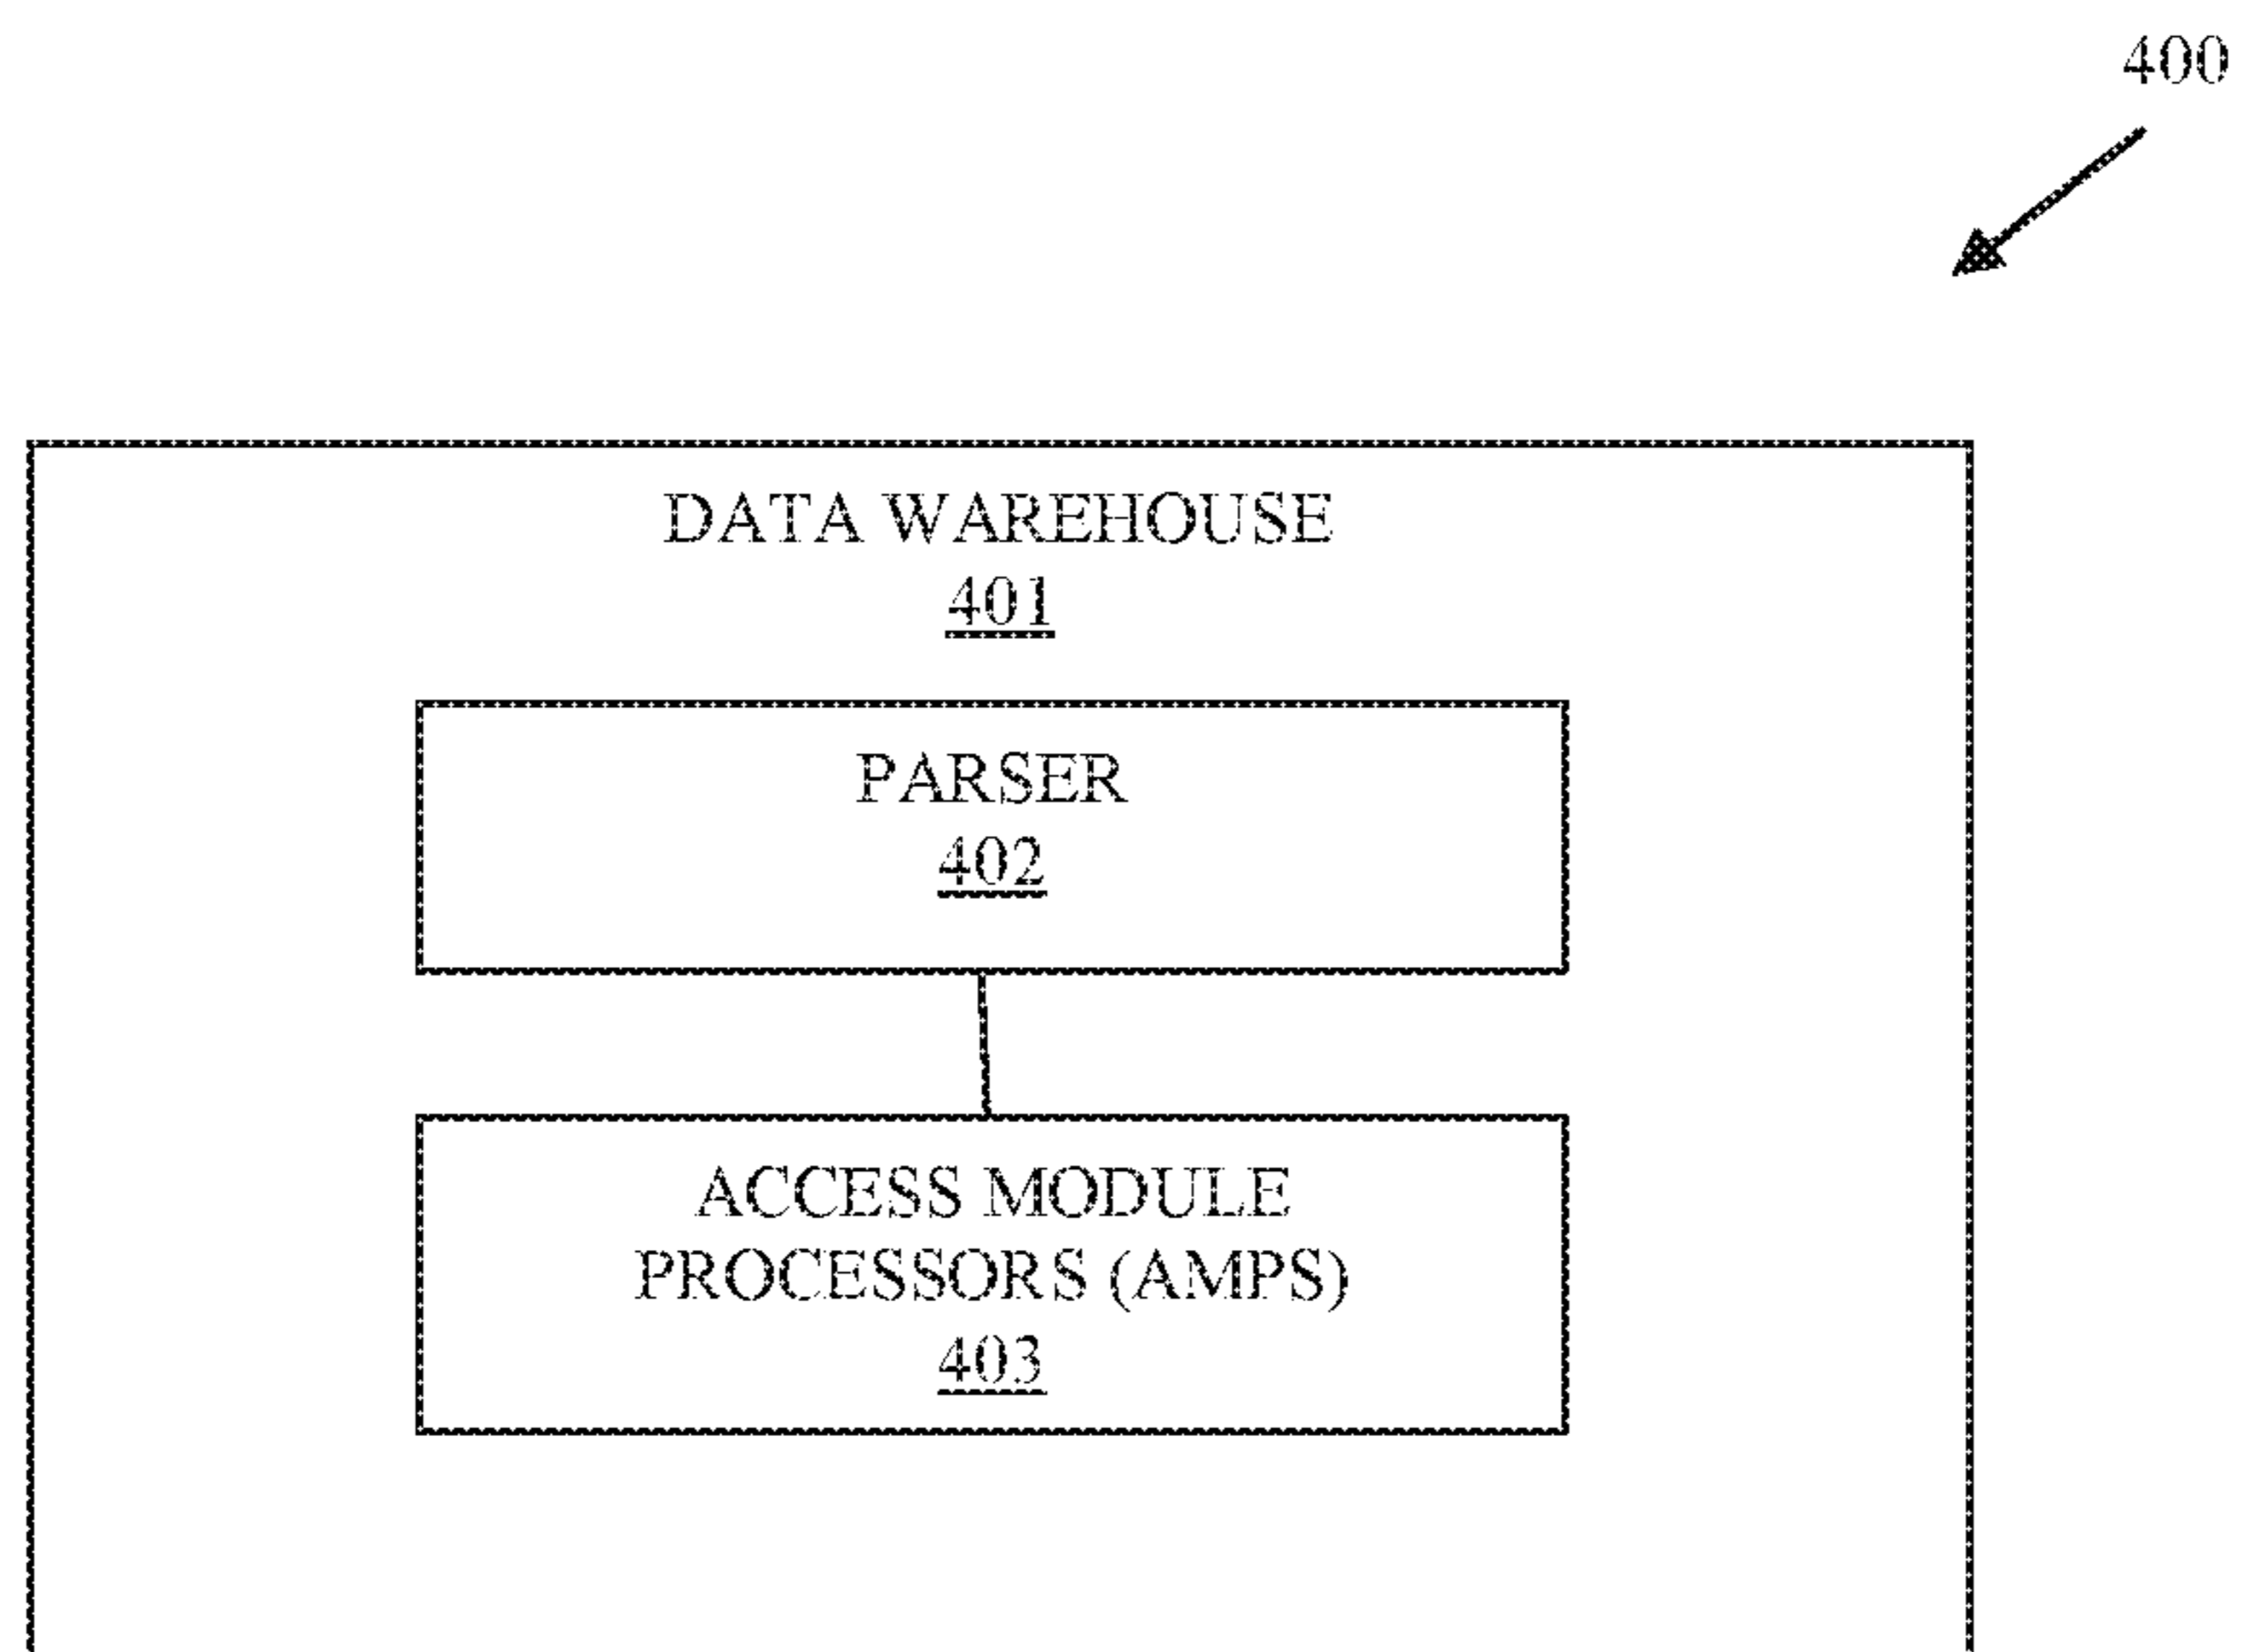 400
DATA WAREHOUSE
401
PARSER
402
ACCESS MODULE
PROCESSORS (AMPS)
403